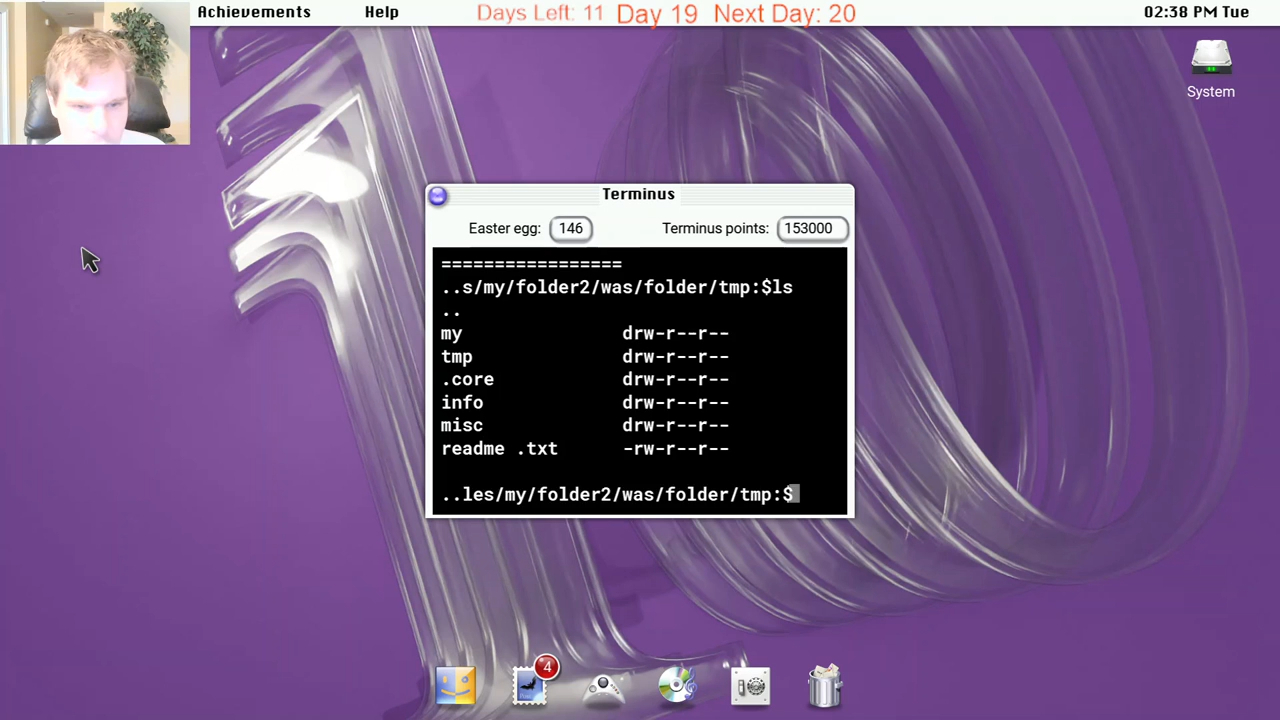 Achievements Help Days Left: 11 Day 19 Next Day: 20 02:38 PM Tue
System
Terminus
Easter egg: 146 Terminus points: 153000
=================
..s/my/folder2/was/folder/tmp:$ls
..
my drw-r--r--
tmp drw-r--r--
.core drw-r--r--
info drw-r--r--
misc drw-r--r--
readme .txt -rw-r--r--
..les/my/folder2/was/folder/tmp:$
4